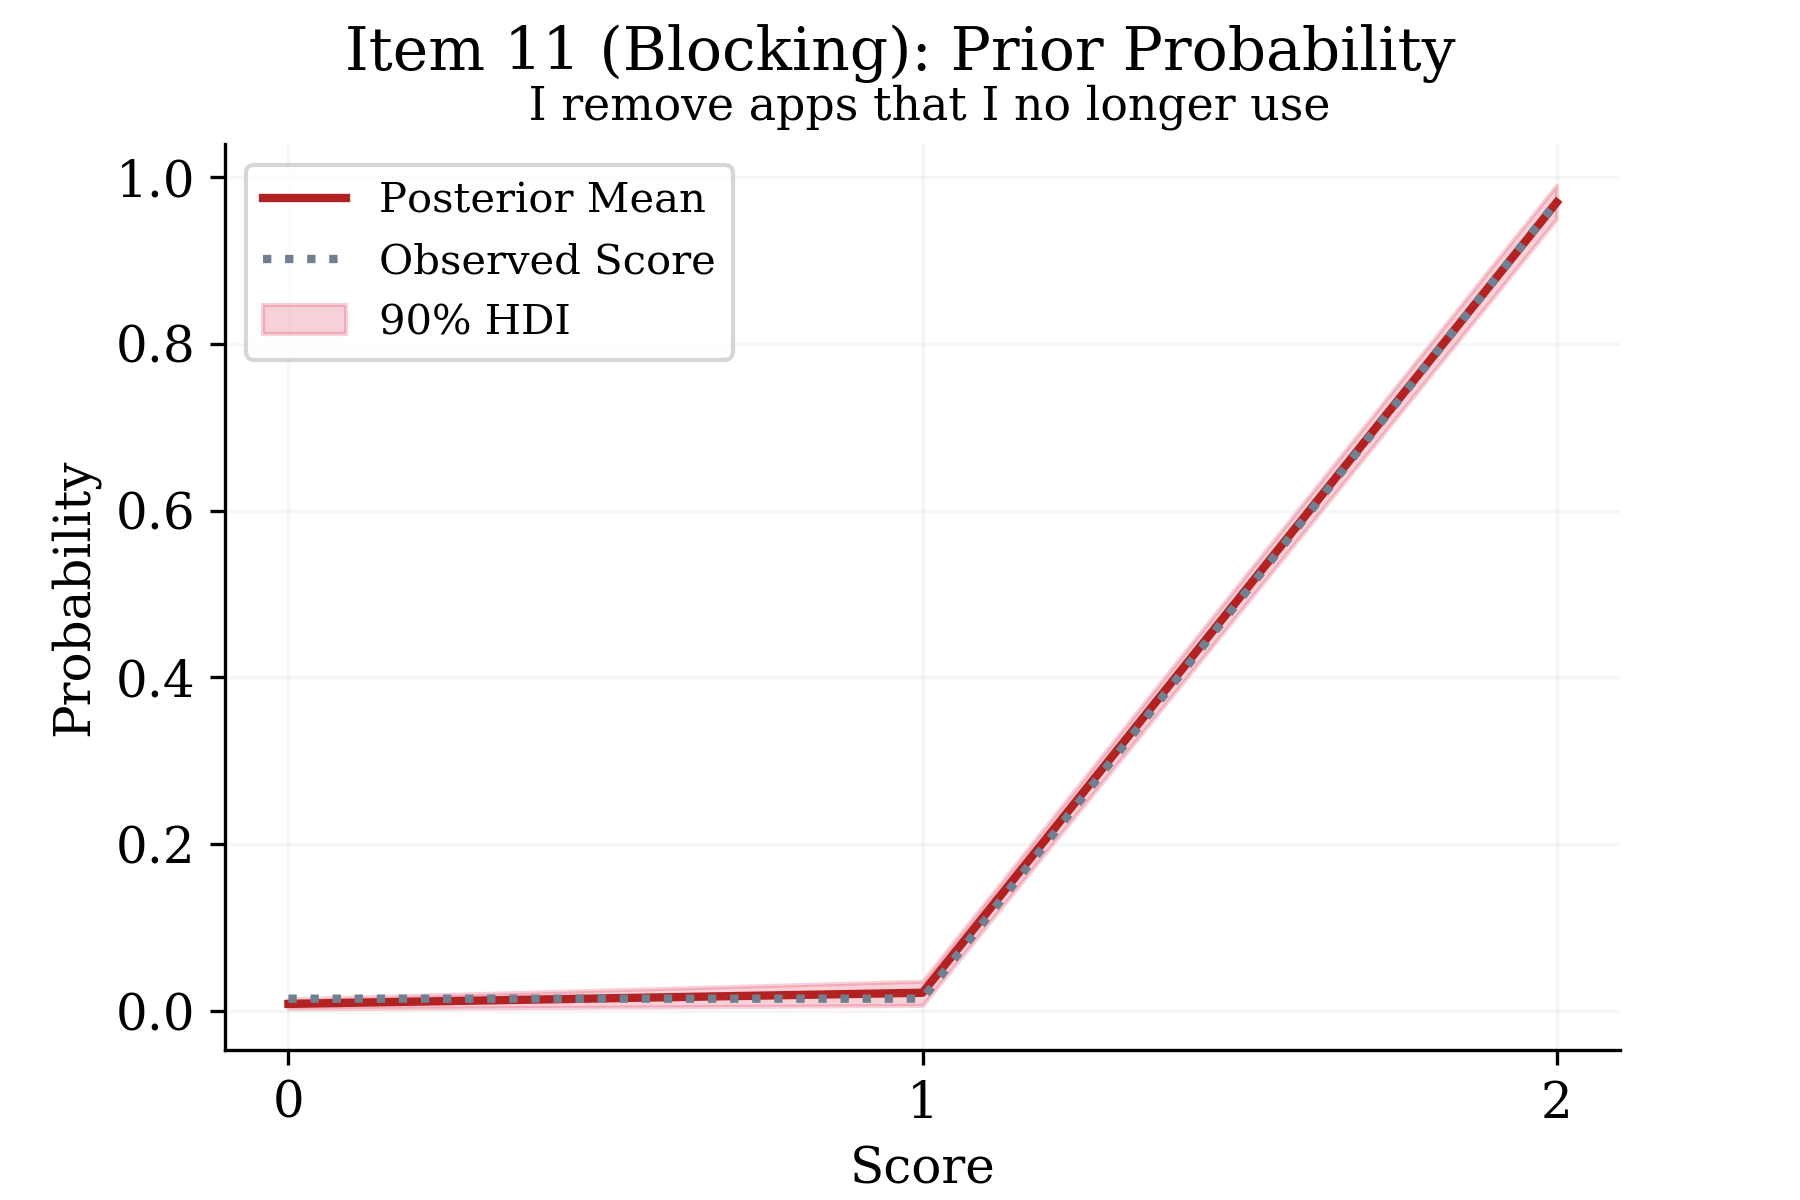 Item 11 (Blocking): Prior Probability
I remove apps that I no longer use
Posterior Mean
Observed Score
90% HDI
1.0
0.8
0.6
0.4
0.2
0.0
Probability
0
1
2
Score